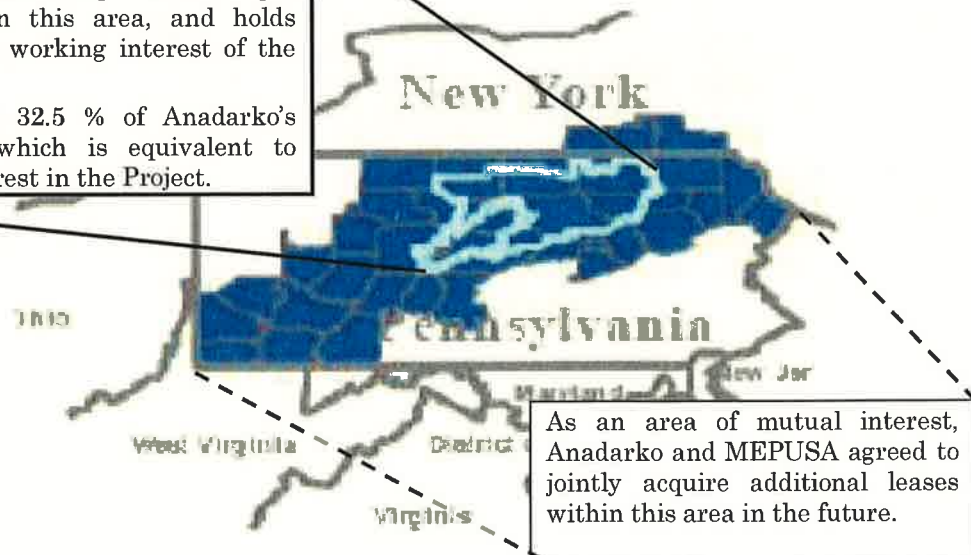 n this area, and holds
working interest of the
32.5 % of Anadarko's
which is equivalent to
rest in the Project.
New York
Pennsylvania
West Virginia
District
Virginia
As an area of mutual interest,
Anadarko and MEPUSA agreed to
jointly acquire additional leases
within this area in the future.